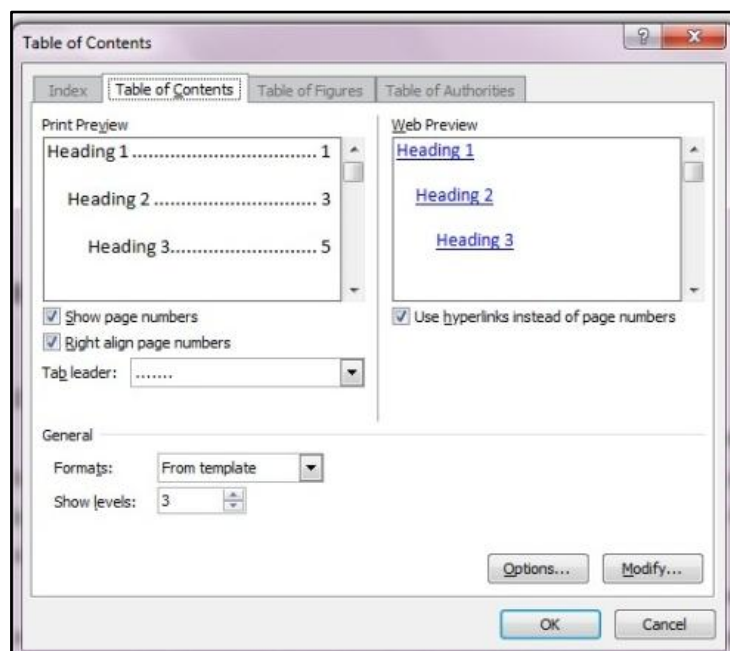 Table of Contents
Index Table of Contents Table of Figures Table of Authorities
Print Preview
Heading 1 ................................... 1
Heading 2 ................................ 3
Heading 3............................. 5
Show page numbers
Right align page numbers
Tab leader: .......
Web Preview
Heading 1
Heading 2
Heading 3
Use hyperlinks instead of page numbers
General
Formats: From template
Show levels: 3
Options... Modify...
OK Cancel